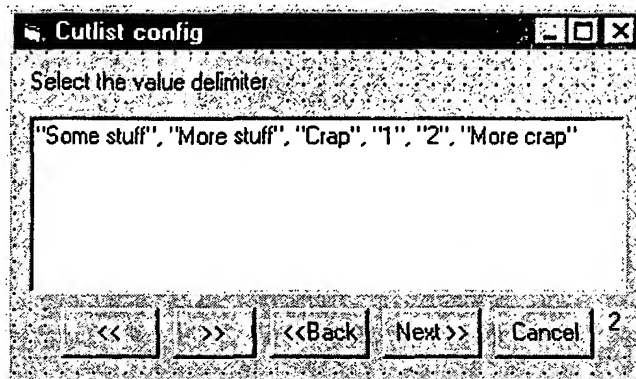 Cutlist config
Select the value delimiter
"Some stuff", "More stuff", "Crap", "1", "2", "More crap"
<< >> <<Back Next>> Cancel 2